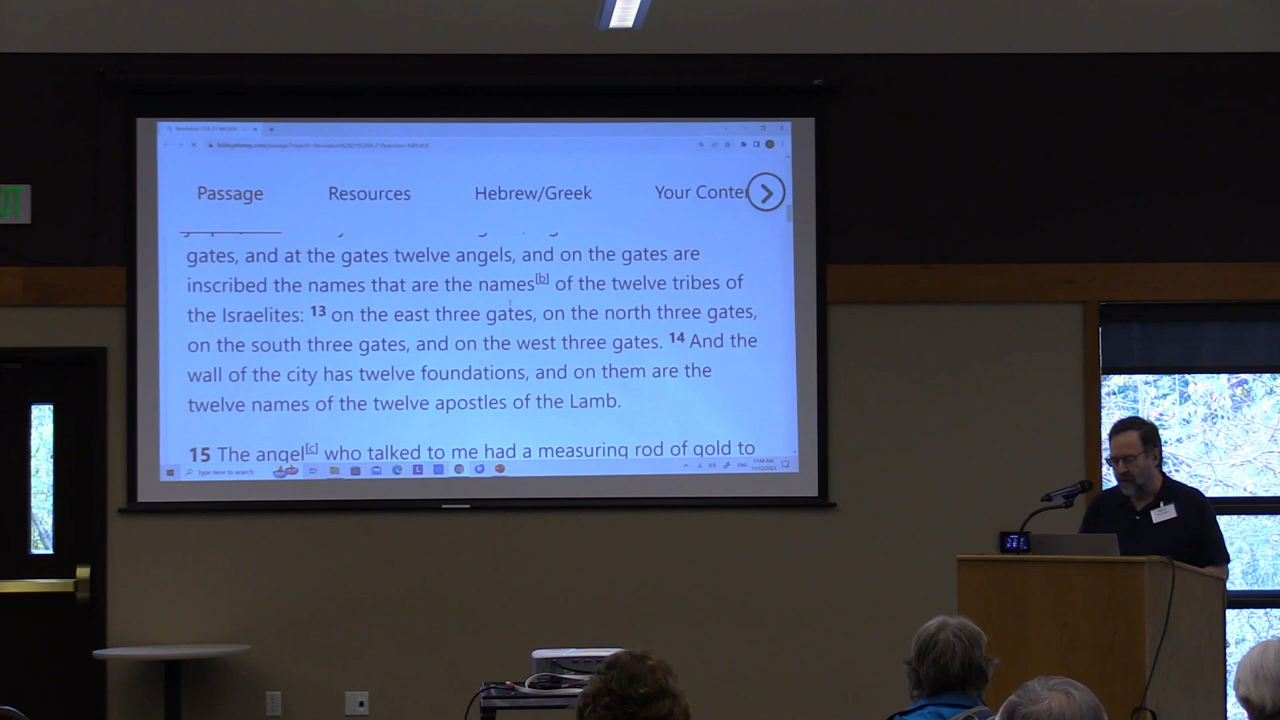 Passage
Resources
Hebrew/Greek
Your Conte
gates, and at the gates twelve angels, and on the gates are
inscribed the names that are the names[b] of the twelve tribes of
the Israelites: 13 on the east three gates, on the north three gates,
on the south three gates, and on the west three gates. 14 And the
wall of the city has twelve foundations, and on them are the
twelve names of the twelve apostles of the Lamb.
15 The angel[c] who talked to me had a measuring rod of gold to
Type here to search